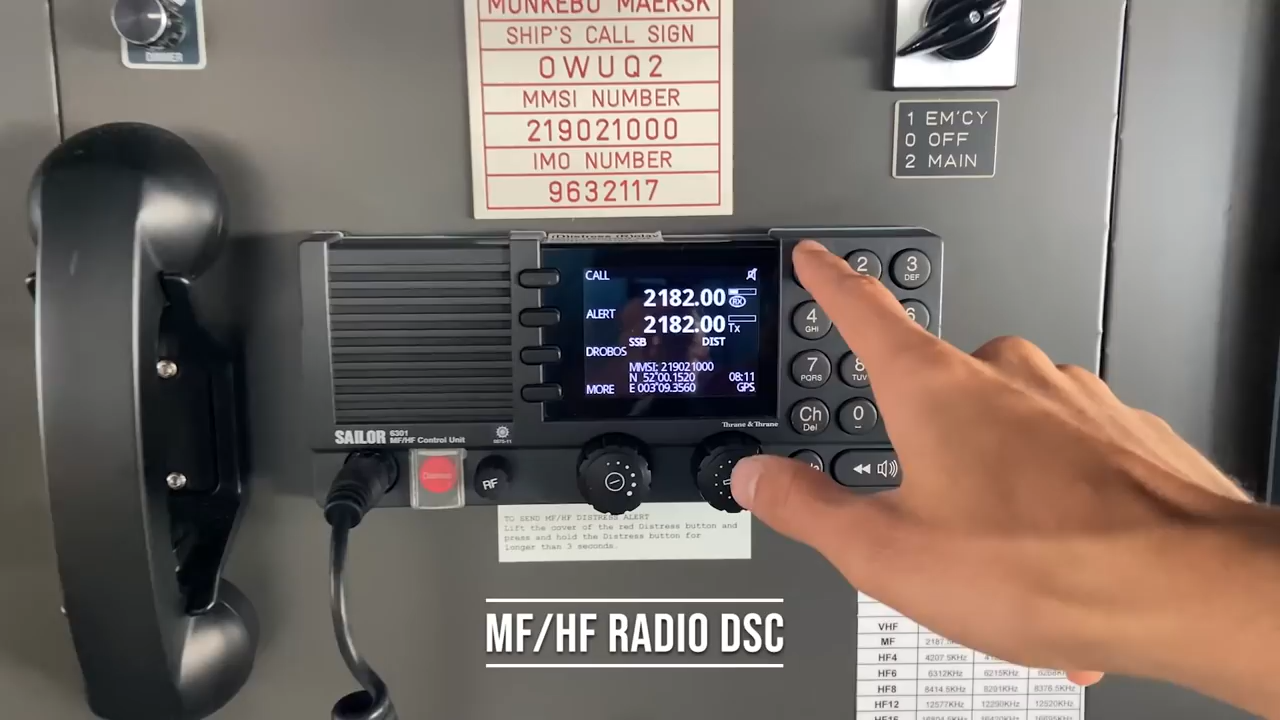 DIMMER
MUNKEBO MAERSK
SHIP'S CALL SIGN
OWUQ2
MMSI NUMBER
219021000
IMO NUMBER
9632117
1 EM'CY
0 OFF
2 MAIN
CALL
2182.00
RX
ALERT
2182.00 Tx
SSB DIST
DROBOS
MMSI: 219021000
N 52°00.1520 08:11
MORE E 003°09.3560 GPS
2
3
DEF
4
GHI
6
7
PQRS
8
TUV
Ch
Del
0
SAILOR 6301
MF/HF Control Unit
Thrane & Thrane
Distress
RF
TO SEND MF/HF DISTRESS ALERT
Lift the cover of the red Distress button and
press and hold the Distress button for
longer than 3 seconds.
MF/HF RADIO DSC
VHF
MF
HF4 4207.5KHz
HF6 6312KHz 6215KHz 6268KHz
HF8 8414.5KHz 8291KHz 8376.5KHz
HF12 12577KHz 12290KHz 12520KHz